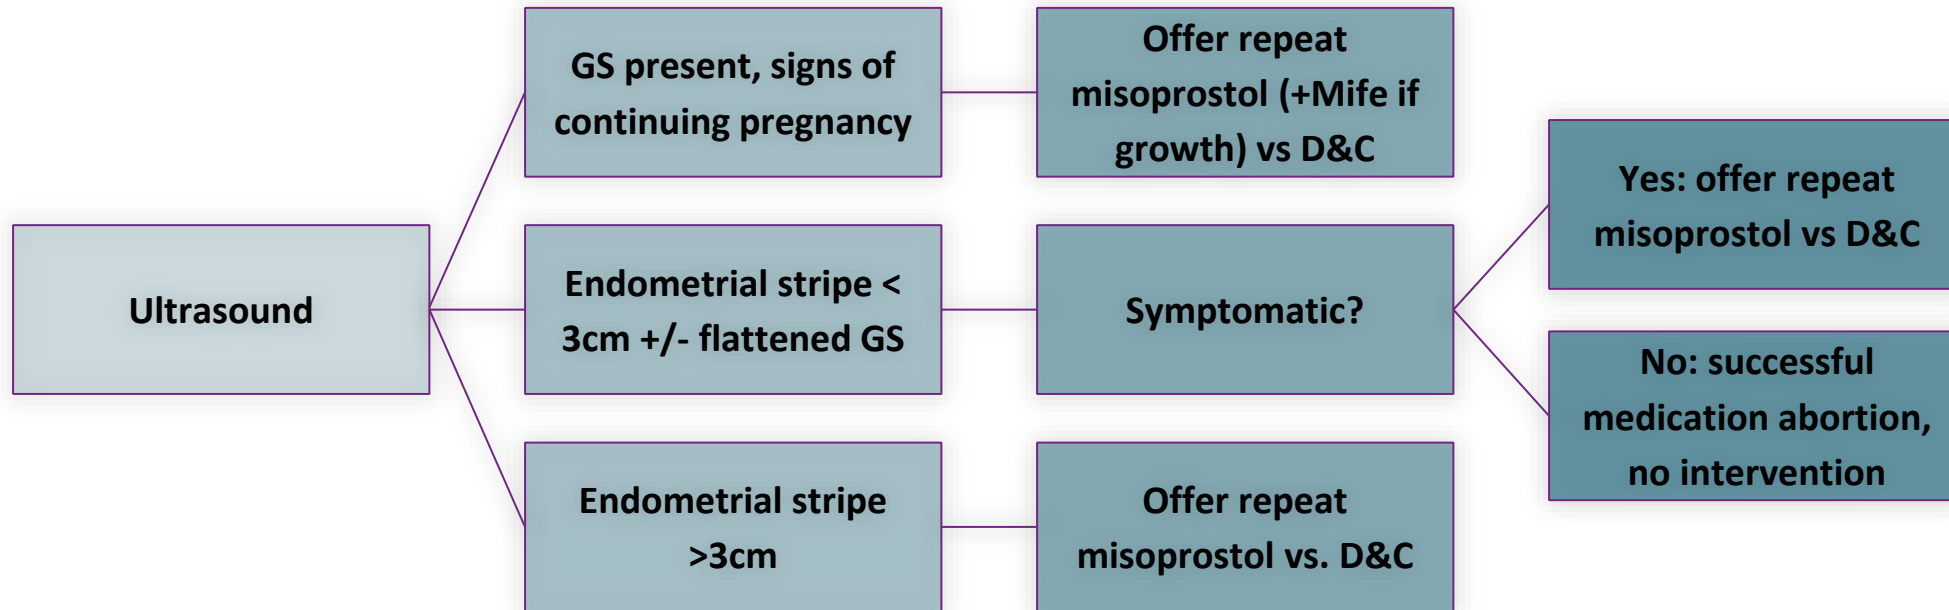 Ultrasound
GS present, signs of
continuing pregnancy
Offer repeat
misoprostol (+Mife if
growth) vs D&C
Endometrial stripe <
3cm +/- flattened GS
Symptomatic?
Yes: offer repeat
misoprostol vs D&C
No: successful
medication abortion,
no intervention
Endometrial stripe
>3cm
Offer repeat
misoprostol vs. D&C